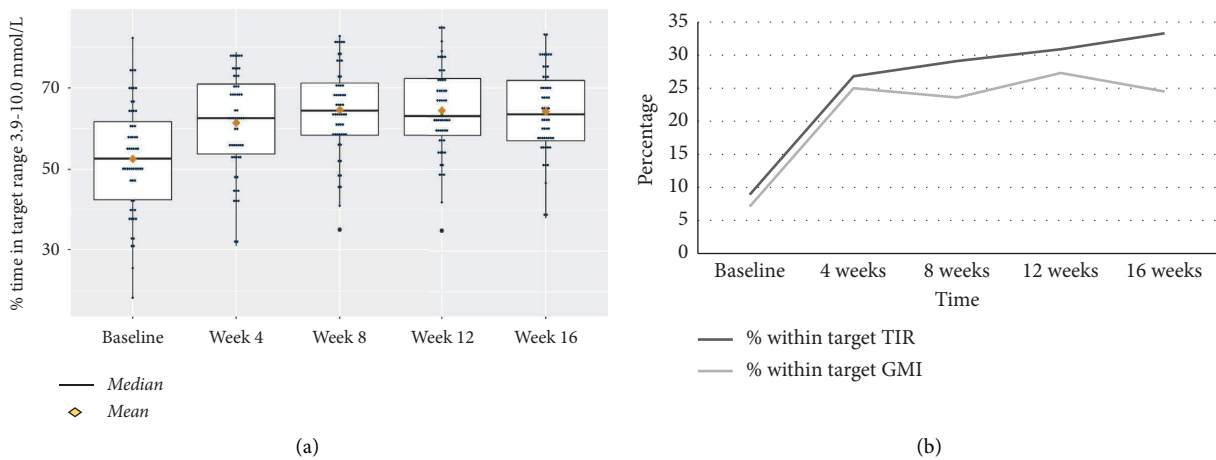 % time in target range 3.9-10.0 mmol/L
70
50
30
Baseline
Week 4
Week 8
Week 12
Week 16
Median
Mean
(a)
Percentage
35
30
25
20
15
10
5
0
Baseline
4 weeks
8 weeks
12 weeks
16 weeks
Time
% within target TIR
% within target GMI
(b)